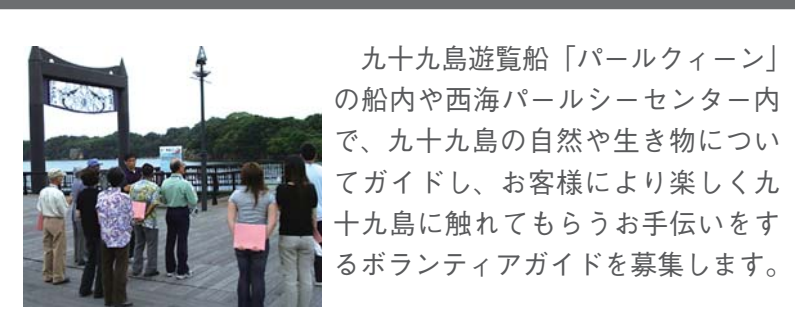 九十九島遊覧船「パールクィーン」
の船内や西海パールシーセンター内
で、九十九島の自然や生き物につい
てガイドし、お客様により楽しく九
十九島に触れてもらうお手伝いをす
るボランティアガイドを募集します。